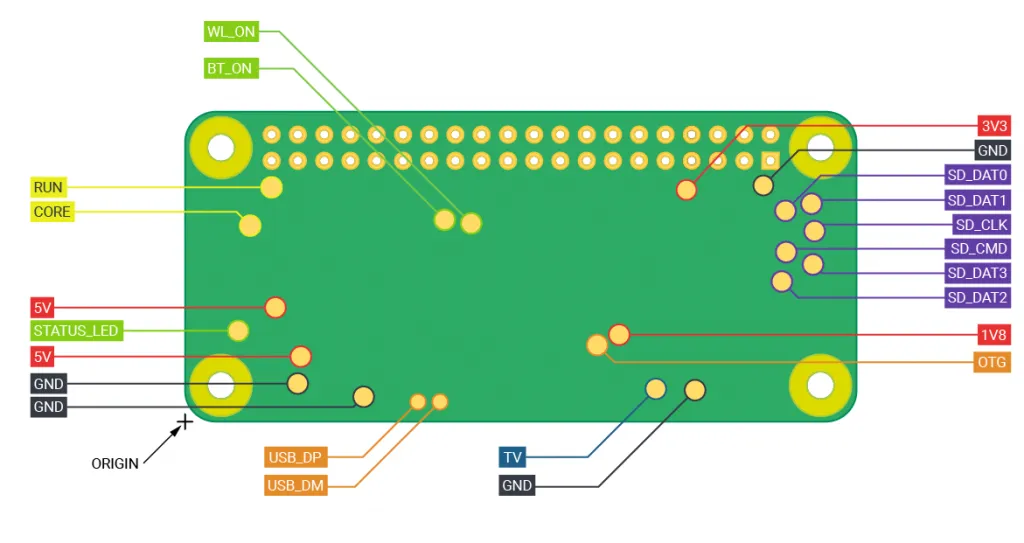 WL_ON
BT_ON
RUN
CORE
5V
STATUS_LED
5V
GND
GND
ORIGIN
USB_DP
USB_DM
TV
GND
3V3
GND
SD_DAT0
SD_DAT1
SD_CLK
SD_CMD
SD_DAT3
SD_DAT2
1V8
OTG